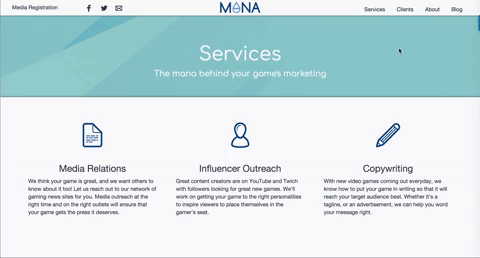 Media Registration
MANA
Services
Clients
About
Blog
Services
The mana behind your game's marketing
Media Relations
We think your game is great, and we want others to
know about it too! Let us reach out to our network of
gaming news sites for you. Media outreach at the
right time and on the right outlets will ensure that
your game gets the press it deserves.
Influencer Outreach
Great content creators are on YouTube and Twich
with followers looking for great new games. We'll
work on getting your game to the right personalities
to inspire viewers to place themselves in the
gamer's seat.
Copywriting
With new video games coming out everyday, we
know how to put your game in writing so that it will
reach your target audience best. Whether it's a
tagline, or an advertisement, we can help you word
your message right.